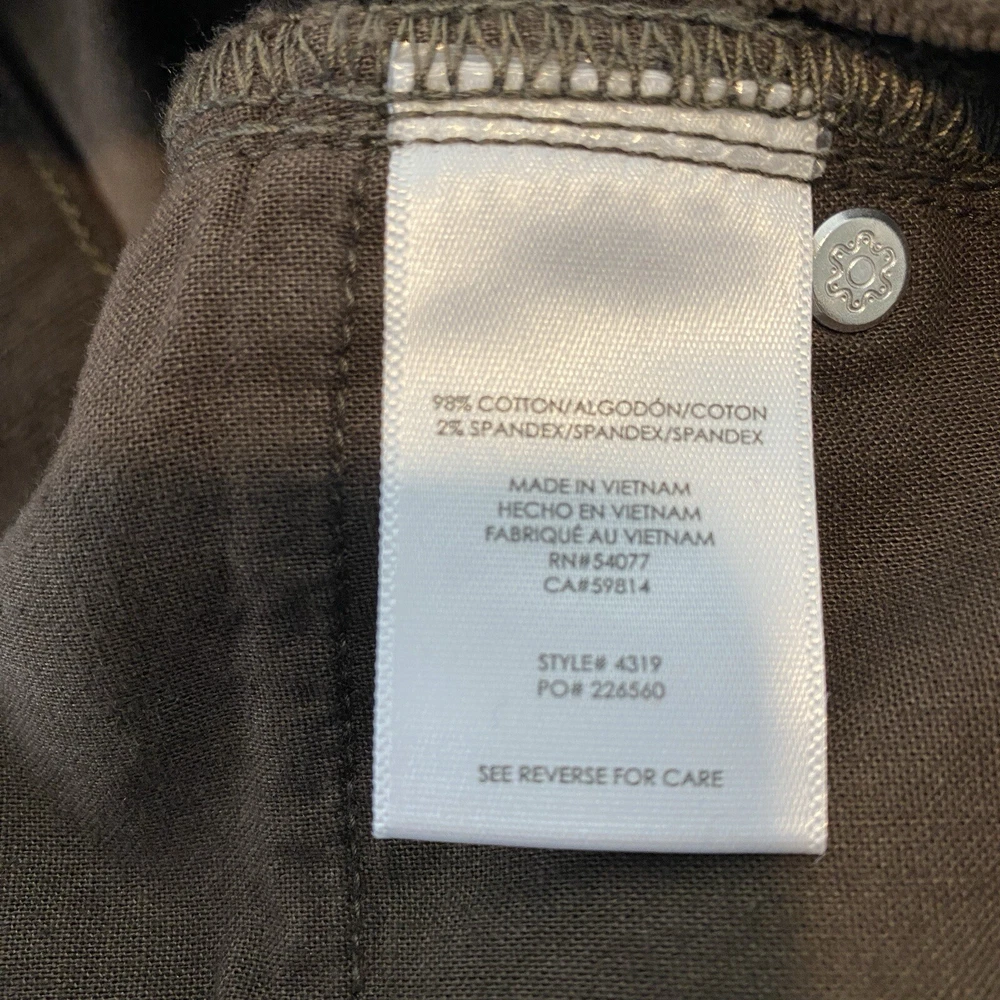 98% COTTON/ALGODÓN/COTON
2% SPANDEX/SPANDEX/SPANDEX
MADE IN VIETNAM
HECHO EN VIETNAM
FABRIQUÉ AU VIETNAM
RN#54077
CA#59814
STYLE# 4319
PO# 226560
SEE REVERSE FOR CARE